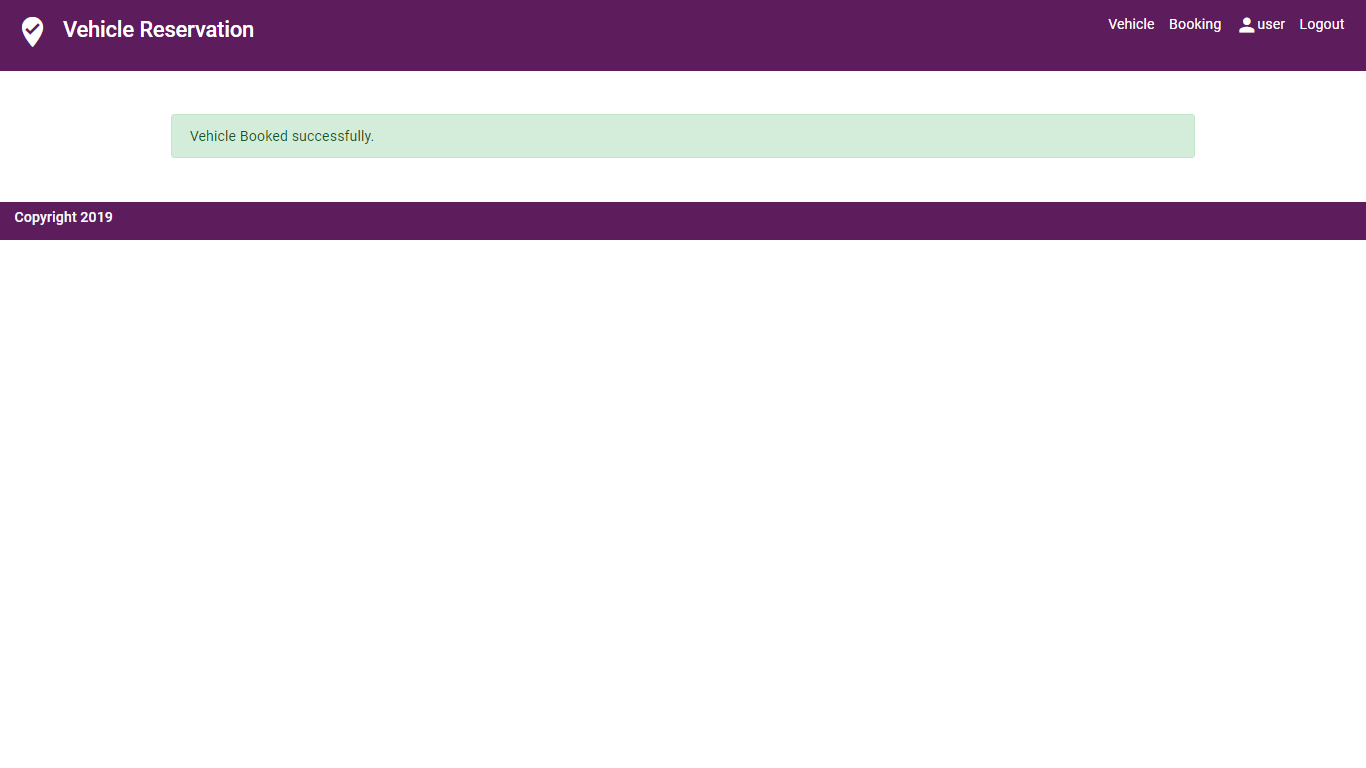 Vehicle Reservation
Vehicle Booking user Logout
Vehicle Booked successfully.
Copyright 2019